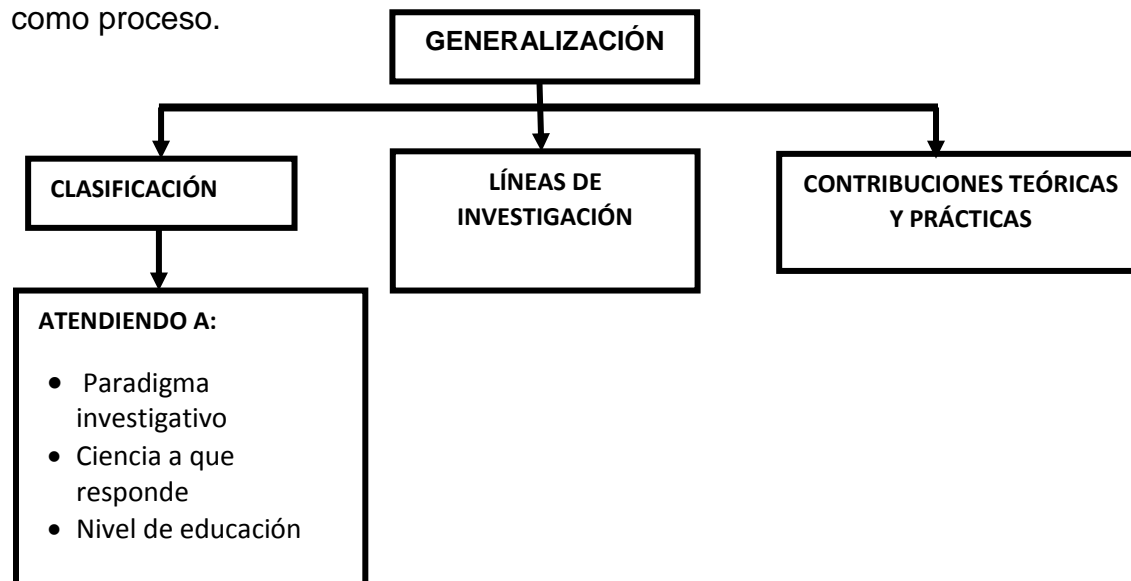 como proceso.
GENERALIZACIÓN
CLASIFICACIÓN
LÍNEAS DE
INVESTIGACIÓN
CONTRIBUCIONES TEÓRICAS
Y PRÁCTICAS
ATENDIENDO A:
• Paradigma
investigativo
• Ciencia a que
responde
• Nivel de educación